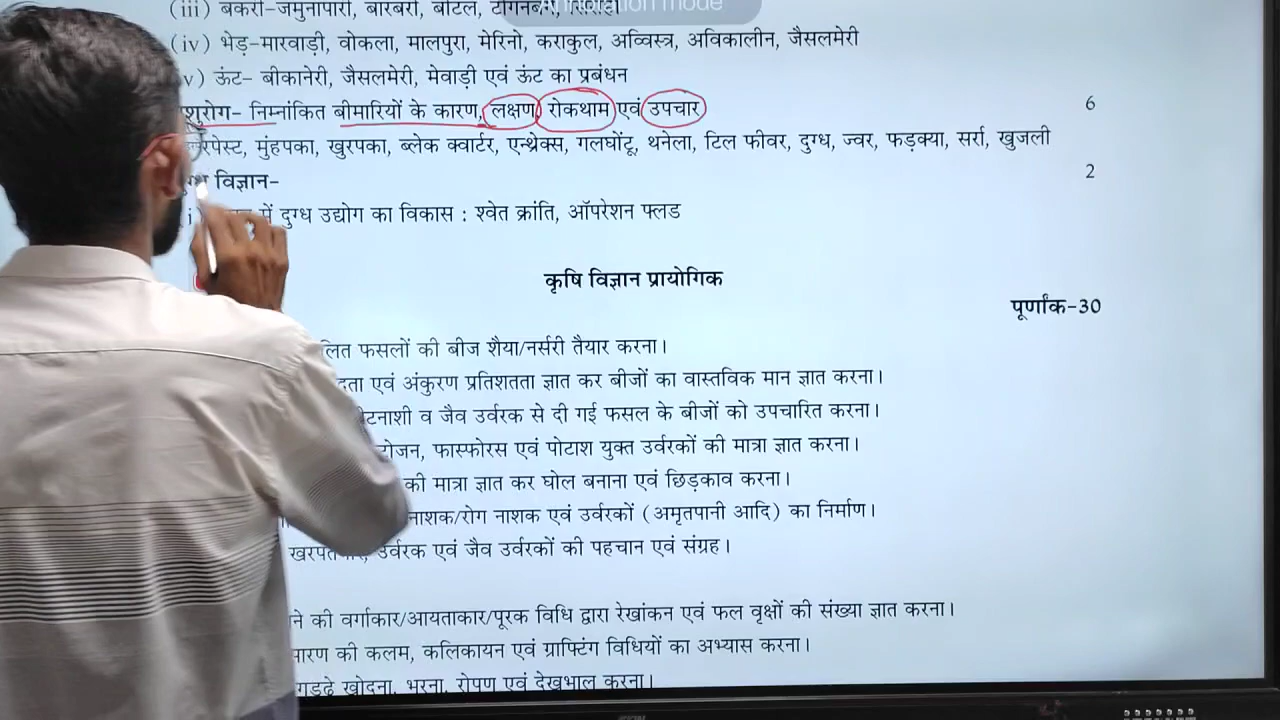 (iii) बकरी-जमुनापारी, बारबरी, बीटल, टोगनबर्ग, सिरोही
mode
(iv) भेड़-मारवाड़ी, वोकला, मालपुरा, मेरिनो, कराकुल, अव्विस्त्र, अविकालीन, जैसलमेरी
v) ऊंट- बीकानेरी, जैसलमेरी, मेवाड़ी एवं ऊंट का प्रबंधन
शुरोग- निम्नांकित बीमारियों के कारण, लक्षण, रोकथाम एवं उपचार 6
रपेस्ट, मुंहपका, खुरपका, ब्लेक क्वार्टर, एन्थ्रेक्स, गलघोंटू, थनेला, टिल फीवर, दुग्ध, ज्वर, फड़क्या, सर्रा, खुजली
विज्ञान- 2
में दुग्ध उद्योग का विकास : श्वेत क्रांति, ऑपरेशन फ्लड
कृषि विज्ञान प्रायोगिक
पूर्णांक-30
लित फसलों की बीज शैया/नर्सरी तैयार करना।
द्धता एवं अंकुरण प्रतिशतता ज्ञात कर बीजों का वास्तविक मान ज्ञात करना।
ीटनाशी व जैव उर्वरक से दी गई फसल के बीजों को उपचारित करना।
ट्रोजन, फास्फोरस एवं पोटाश युक्त उर्वरकों की मात्रा ज्ञात करना।
की मात्रा ज्ञात कर घोल बनाना एवं छिड़काव करना।
नाशक/रोग नाशक एवं उर्वरकों (अमृतपानी आदि) का निर्माण।
उर्वरक एवं जैव उर्वरकों की पहचान एवं संग्रह।
ने की वर्गाकार/आयताकार/पूरक विधि द्वारा रेखांकन एवं फल वृक्षों की संख्या ज्ञात करना।
सारण की कलम, कलिकायन एवं ग्राफ्टिंग विधियों का अभ्यास करना।
गड्ढे खोदना, भरना, रोपण एवं देखभाल करना।